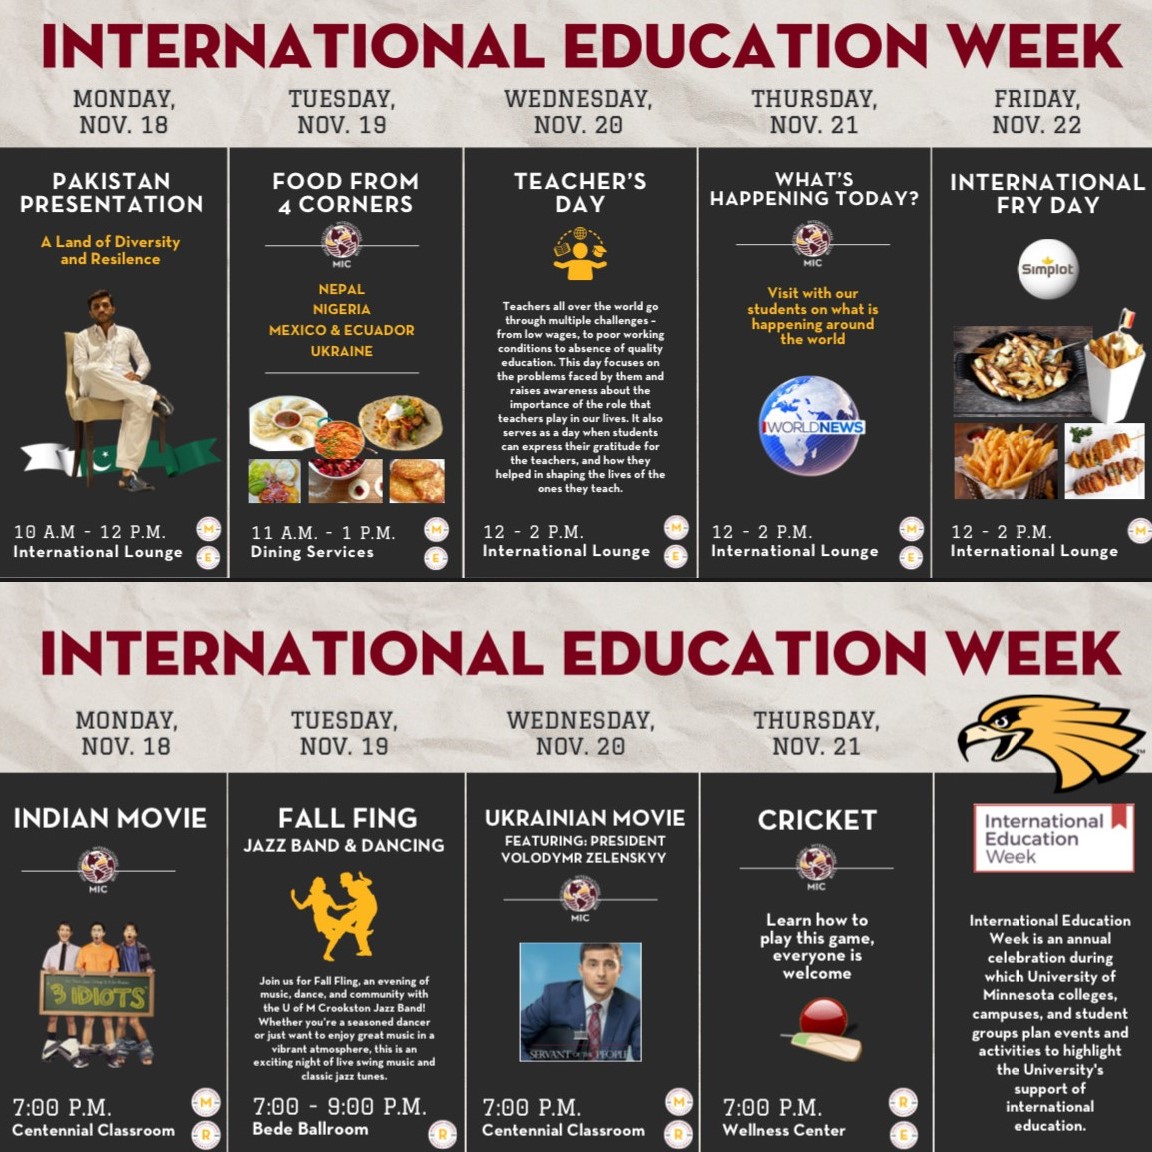 INTERNATIONAL EDUCATION WEEK
MONDAY,
NOV. 18
TUESDAY,
NOV. 19
WEDNESDAY,
NOV. 20
THURSDAY,
NOV. 21
FRIDAY,
NOV. 22
PAKISTAN
PRESENTATION
A Land of Diversity
and Resilence
10 A.M - 12 P.M.
International Lounge
M
E
FOOD FROM
4 CORNERS
MIC
NEPAL
NIGERIA
MEXICO & ECUADOR
UKRAINE
11 A.M. - 1 P.M.
Dining Services
M
E
TEACHER'S
DAY
Teachers all over the world go
through multiple challenges –
from low wages, to poor working
conditions to absence of quality
education. This day focuses on
the problems faced by them and
raises awareness about the
importance of the role that
teachers play in our lives. It also
serves as a day when students
can express their gratitude for
the teachers, and how they
helped in shaping the lives of the
ones they teach.
12 - 2 P.M.
International Lounge
M
E
WHAT'S
HAPPENING TODAY?
MIC
Visit with our
students on what is
happening around
the world
WORLDNEWS
12 - 2 P.M.
International Lounge
M
E
INTERNATIONAL
FRY DAY
Simplot
12 - 2 P.M.
International Lounge
M
INTERNATIONAL EDUCATION WEEK
MONDAY,
NOV. 18
TUESDAY,
NOV. 19
WEDNESDAY,
NOV. 20
THURSDAY,
NOV. 21
INDIAN MOVIE
MIC
3 IDIOTS
7:00 P.M.
Centennial Classroom
M
R
FALL FING
JAZZ BAND & DANCING
Join us for Fall Fling, an evening of
music, dance, and community with
the U of M Crookston Jazz Band!
Whether you're a seasoned dancer
or just want to enjoy great music in a
vibrant atmosphere, this is an
exciting night of live swing music and
classic jazz tunes.
7:00 - 9:00 P.M.
Bede Ballroom
R
UKRAINIAN MOVIE
FEATURING: PRESIDENT
VOLODYMR ZELENSKYY
MIC
SERVANT OF THE PEOPLE
7:00 P.M.
Centennial Classroom
M
R
CRICKET
MIC
Learn how to
play this game,
everyone is
welcome
7:00 P.M.
Wellness Center
R
E
TM
International
Education
Week
International Education
Week is an annual
celebration during
which University of
Minnesota colleges,
campuses, and student
groups plan events and
activities to highlight
the University's
support of
international
education.